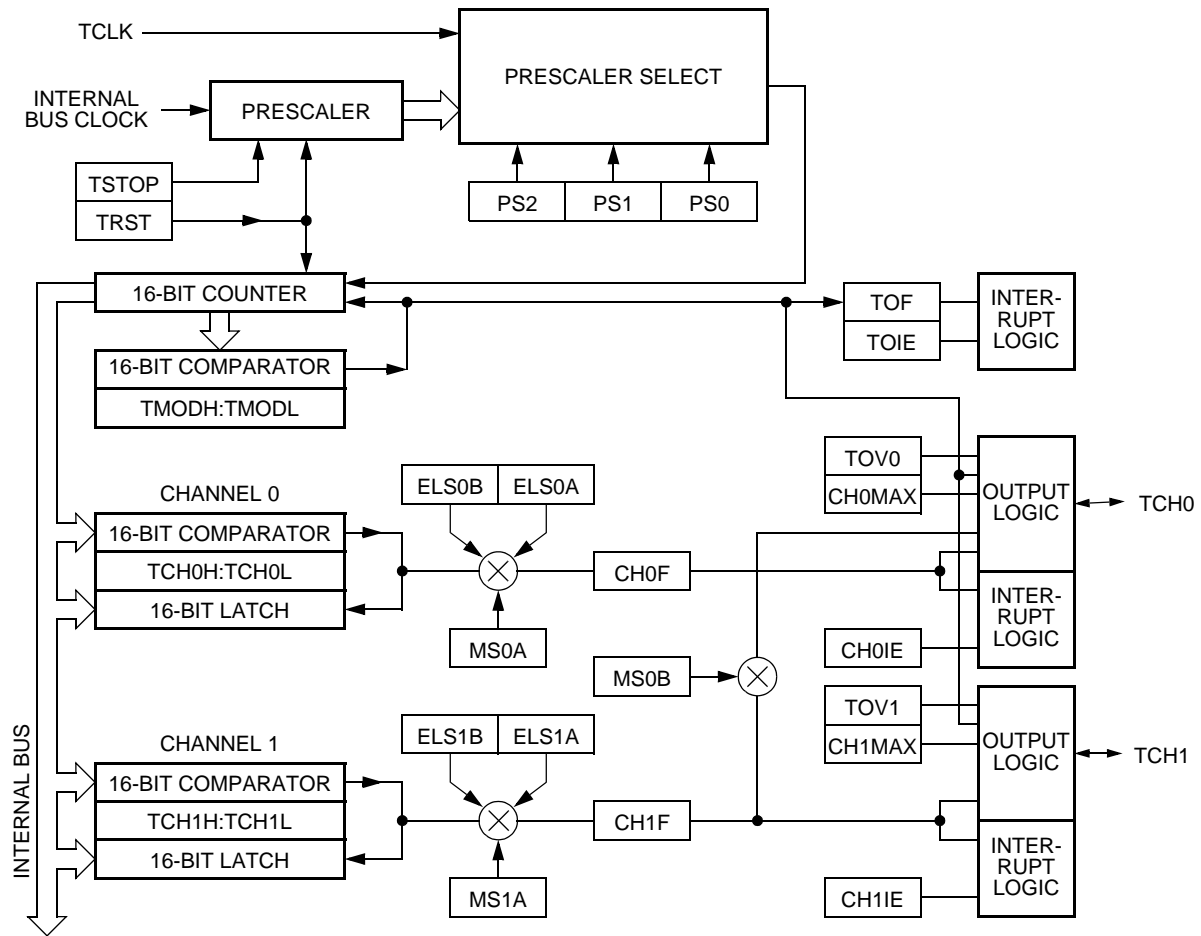 TCLK
PRESCALER SELECT
INTERNAL
BUS CLOCK
PRESCALER
TSTOP
TRST
PS2
PS1
PS0
16-BIT COUNTER
16-BIT COMPARATOR
TMODH:TMODL
TOF
TOIE
INTER-
RUPT
LOGIC
CHANNEL 0
16-BIT COMPARATOR
TCH0H:TCH0L
16-BIT LATCH
ELS0B
ELS0A
MS0A
CH0F
TOV0
CH0MAX
OUTPUT
LOGIC
TCH0
INTER-
RUPT
LOGIC
CH0IE
MS0B
CHANNEL 1
16-BIT COMPARATOR
TCH1H:TCH1L
16-BIT LATCH
ELS1B
ELS1A
MS1A
CH1F
TOV1
CH1MAX
OUTPUT
LOGIC
TCH1
INTER-
RUPT
LOGIC
CH1IE
INTERNAL BUS